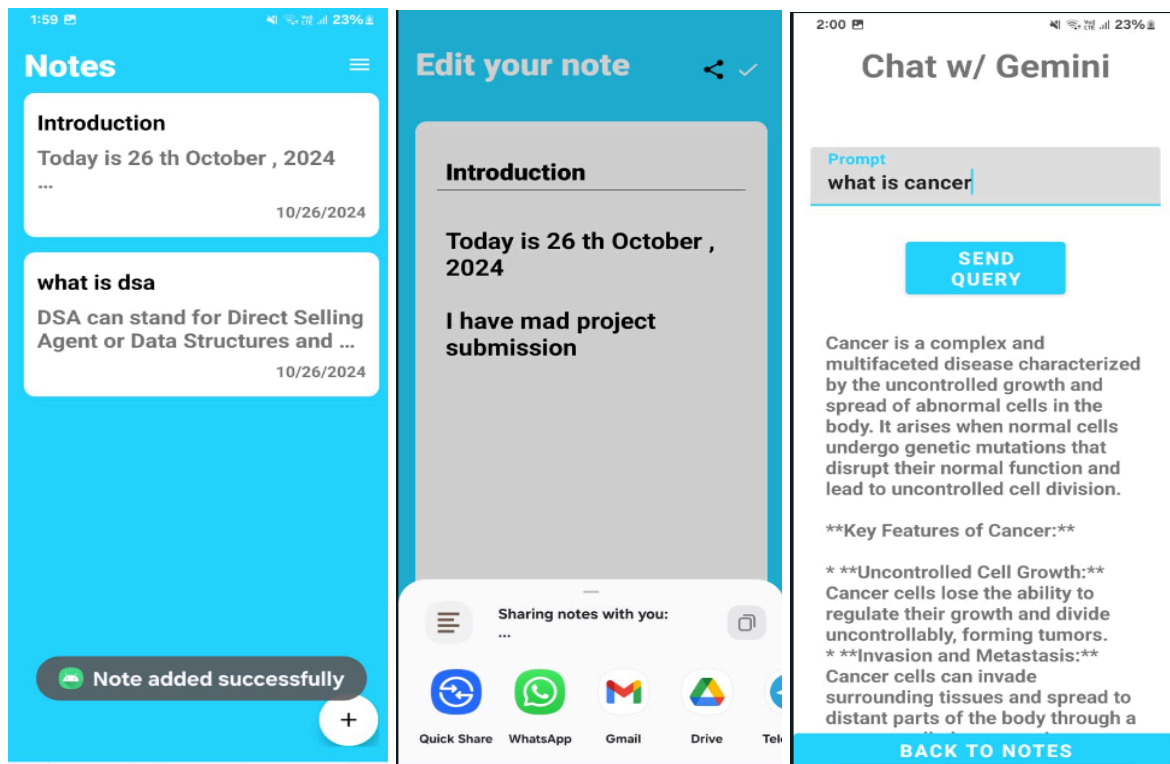 1:59
23%
Notes
Introduction
Today is 26 th October , 2024
...
10/26/2024
what is dsa
DSA can stand for Direct Selling
Agent or Data Structures and ...
10/26/2024
Note added successfully
+
Edit your note
Introduction
Today is 26 th October ,
2024
I have mad project
submission
Sharing notes with you:
...
Quick Share WhatsApp Gmail Drive
2:00
23%
Chat w/ Gemini
Prompt
what is cancer
SEND
QUERY
Cancer is a complex and
multifaceted disease characterized
by the uncontrolled growth and
spread of abnormal cells in the
body. It arises when normal cells
undergo genetic mutations that
disrupt their normal function and
lead to uncontrolled cell division.
**Key Features of Cancer:**
* **Uncontrolled Cell Growth:**
Cancer cells lose the ability to
regulate their growth and divide
uncontrollably, forming tumors.
* **Invasion and Metastasis:**
Cancer cells can invade
surrounding tissues and spread to
distant parts of the body through a
BACK TO NOTES